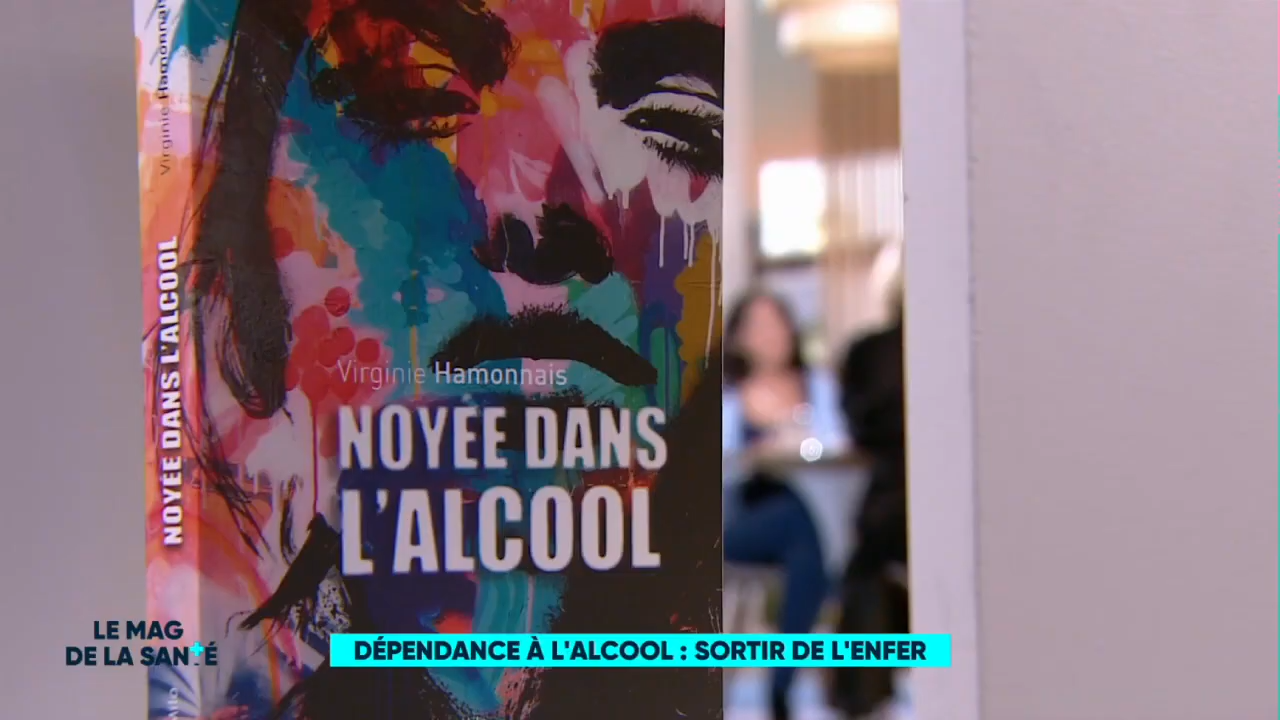 Virginie Hamonnais
NOYÉE DANS L'ALCOOL
Virginie Hamonnais
NOYÉE DANS
L'ALCOOL
LE MAG
DE LA SANTÉ
DÉPENDANCE À L'ALCOOL : SORTIR DE L'ENFER